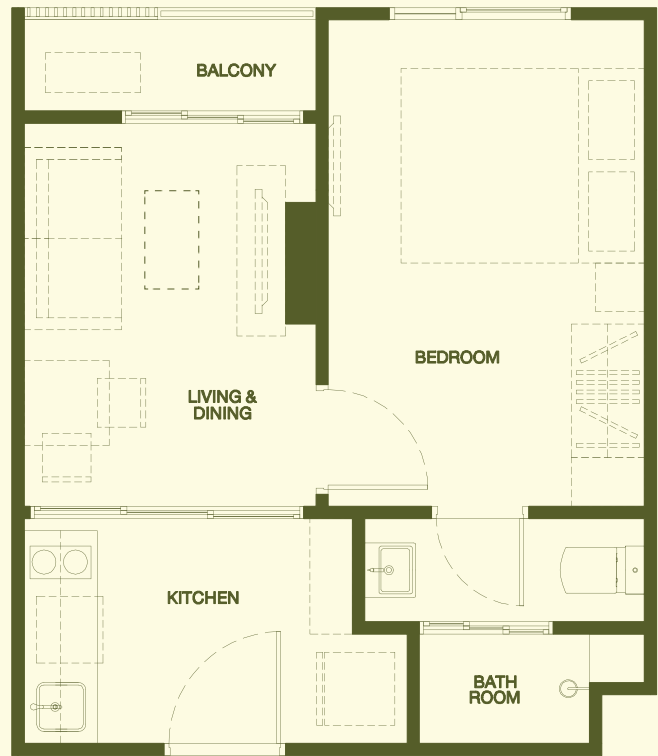 BALCONY
BEDROOM
LIVING &
DINING
KITCHEN
BATH
ROOM